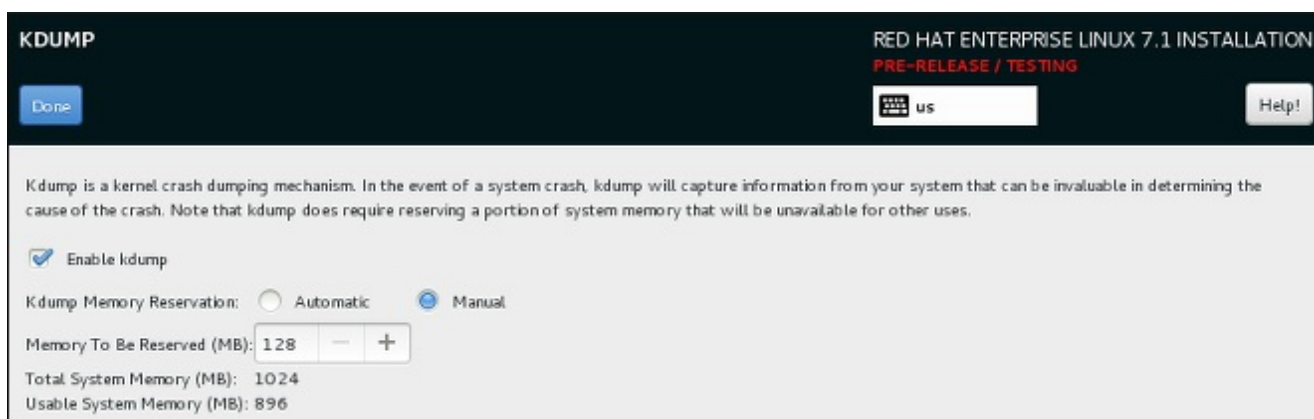 KDUMP
RED HAT ENTERPRISE LINUX 7.1 INSTALLATION
PRE-RELEASE / TESTING
Done
us
Help!
Kdump is a kernel crash dumping mechanism. In the event of a system crash, kdump will capture information from your system that can be invaluable in determining the
cause of the crash. Note that kdump does require reserving a portion of system memory that will be unavailable for other uses.
Enable kdump
Kdump Memory Reservation: Automatic Manual
Memory To Be Reserved (MB): 128 − +
Total System Memory (MB): 1024
Usable System Memory (MB): 896